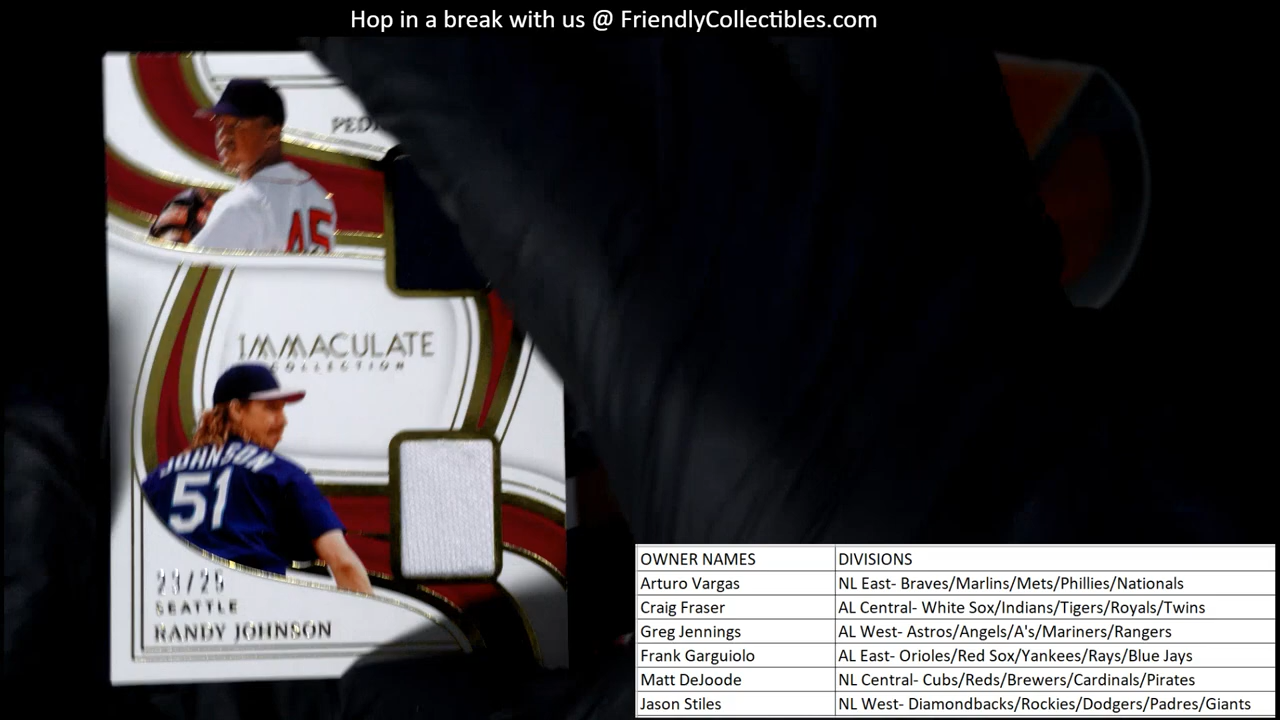 Hop in a break with us @ FriendlyCollectibles.com
45
IMMACULATE
COLLECTION
JOHNSON
51
23/25
SEATTLE
RANDY JOHNSON
OWNER NAMES DIVISIONS
Arturo Vargas NL East- Braves/Marlins/Mets/Phillies/Nationals
Craig Fraser AL Central- White Sox/Indians/Tigers/Royals/Twins
Greg Jennings AL West- Astros/Angels/A's/Mariners/Rangers
Frank Garguiolo AL East- Orioles/Red Sox/Yankees/Rays/Blue Jays
Matt DeJoode NL Central- Cubs/Reds/Brewers/Cardinals/Pirates
Jason Stiles NL West- Diamondbacks/Rockies/Dodgers/Padres/Giants